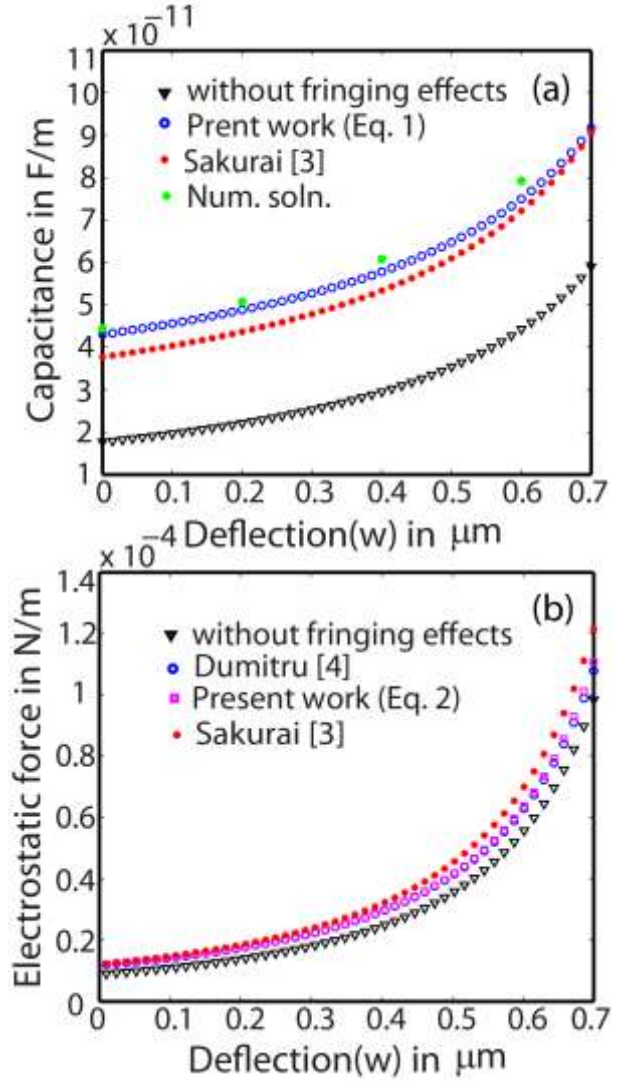 x 10⁻¹¹
11
10
9
8
7
6
5
4
3
2
1
Capacitance in F/m
▼ without fringing effects (a)
Prent work (Eq. 1)
Sakurai [3]
Num. soln.
0 0.1 0.2 0.3 0.4 0.5 0.6 0.7
Deflection(w) in μm
x 10⁻⁴
1.4
1.2
1
0.8
0.6
0.4
0.2
0
Electrostatic force in N/m
▼ without fringing effects (b)
Dumitru [4]
Present work (Eq. 2)
Sakurai [3]
0 0.1 0.2 0.3 0.4 0.5 0.6 0.7
Deflection(w) in μm